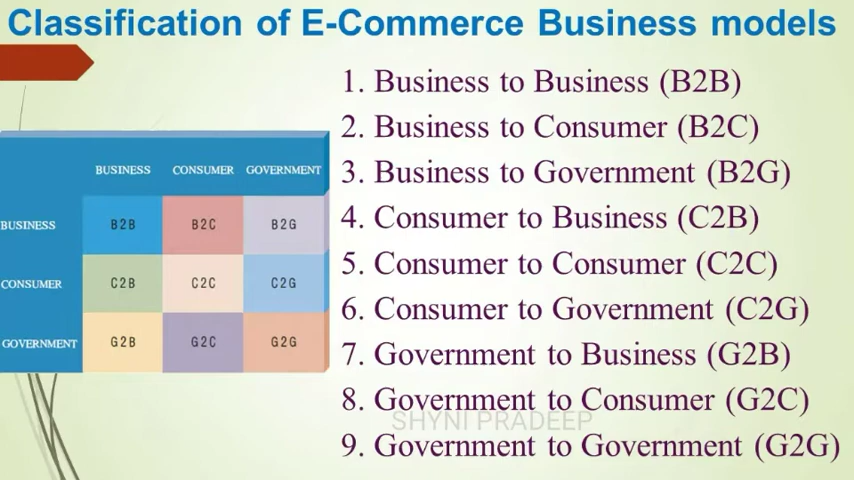 Classification of E-Commerce Business models
BUSINESS CONSUMER GOVERNMENT
BUSINESS B2B B2C B2G
CONSUMER C2B C2C C2G
GOVERNMENT G2B G2C G2G
1. Business to Business (B2B)
2. Business to Consumer (B2C)
3. Business to Government (B2G)
4. Consumer to Business (C2B)
5. Consumer to Consumer (C2C)
6. Consumer to Government (C2G)
7. Government to Business (G2B)
8. Government to Consumer (G2C)
SHYNI PRADEEP
9. Government to Government (G2G)